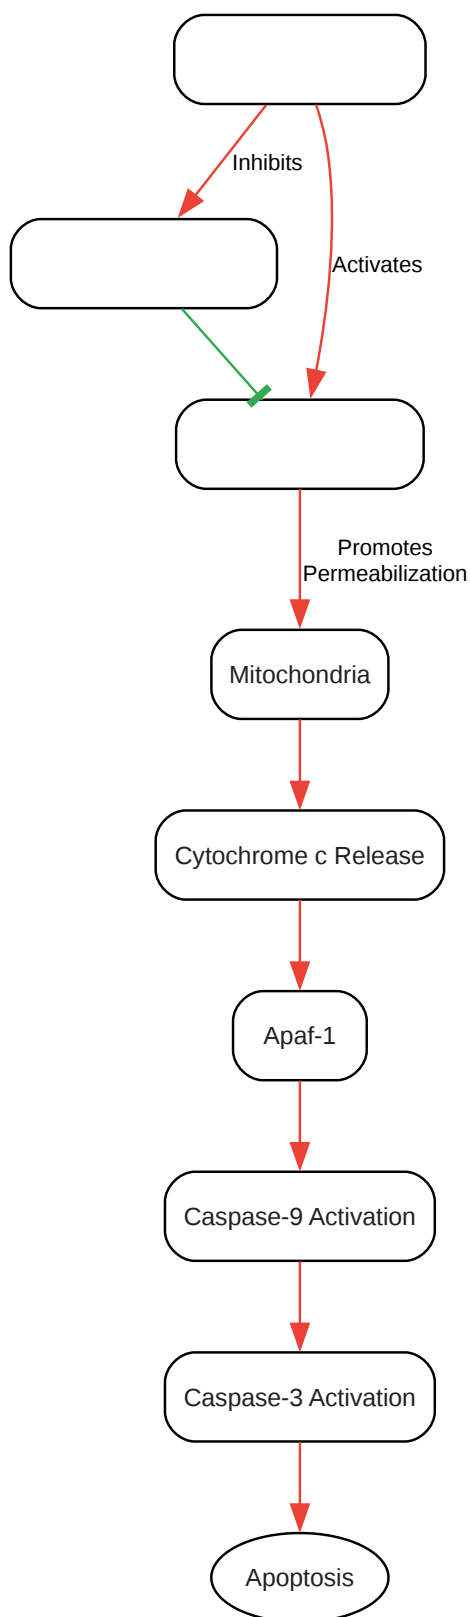 Inhibits
Activates
Promotes
Permeabilization
Mitochondria
Cytochrome c Release
Apaf-1
Caspase-9 Activation
Caspase-3 Activation
Apoptosis